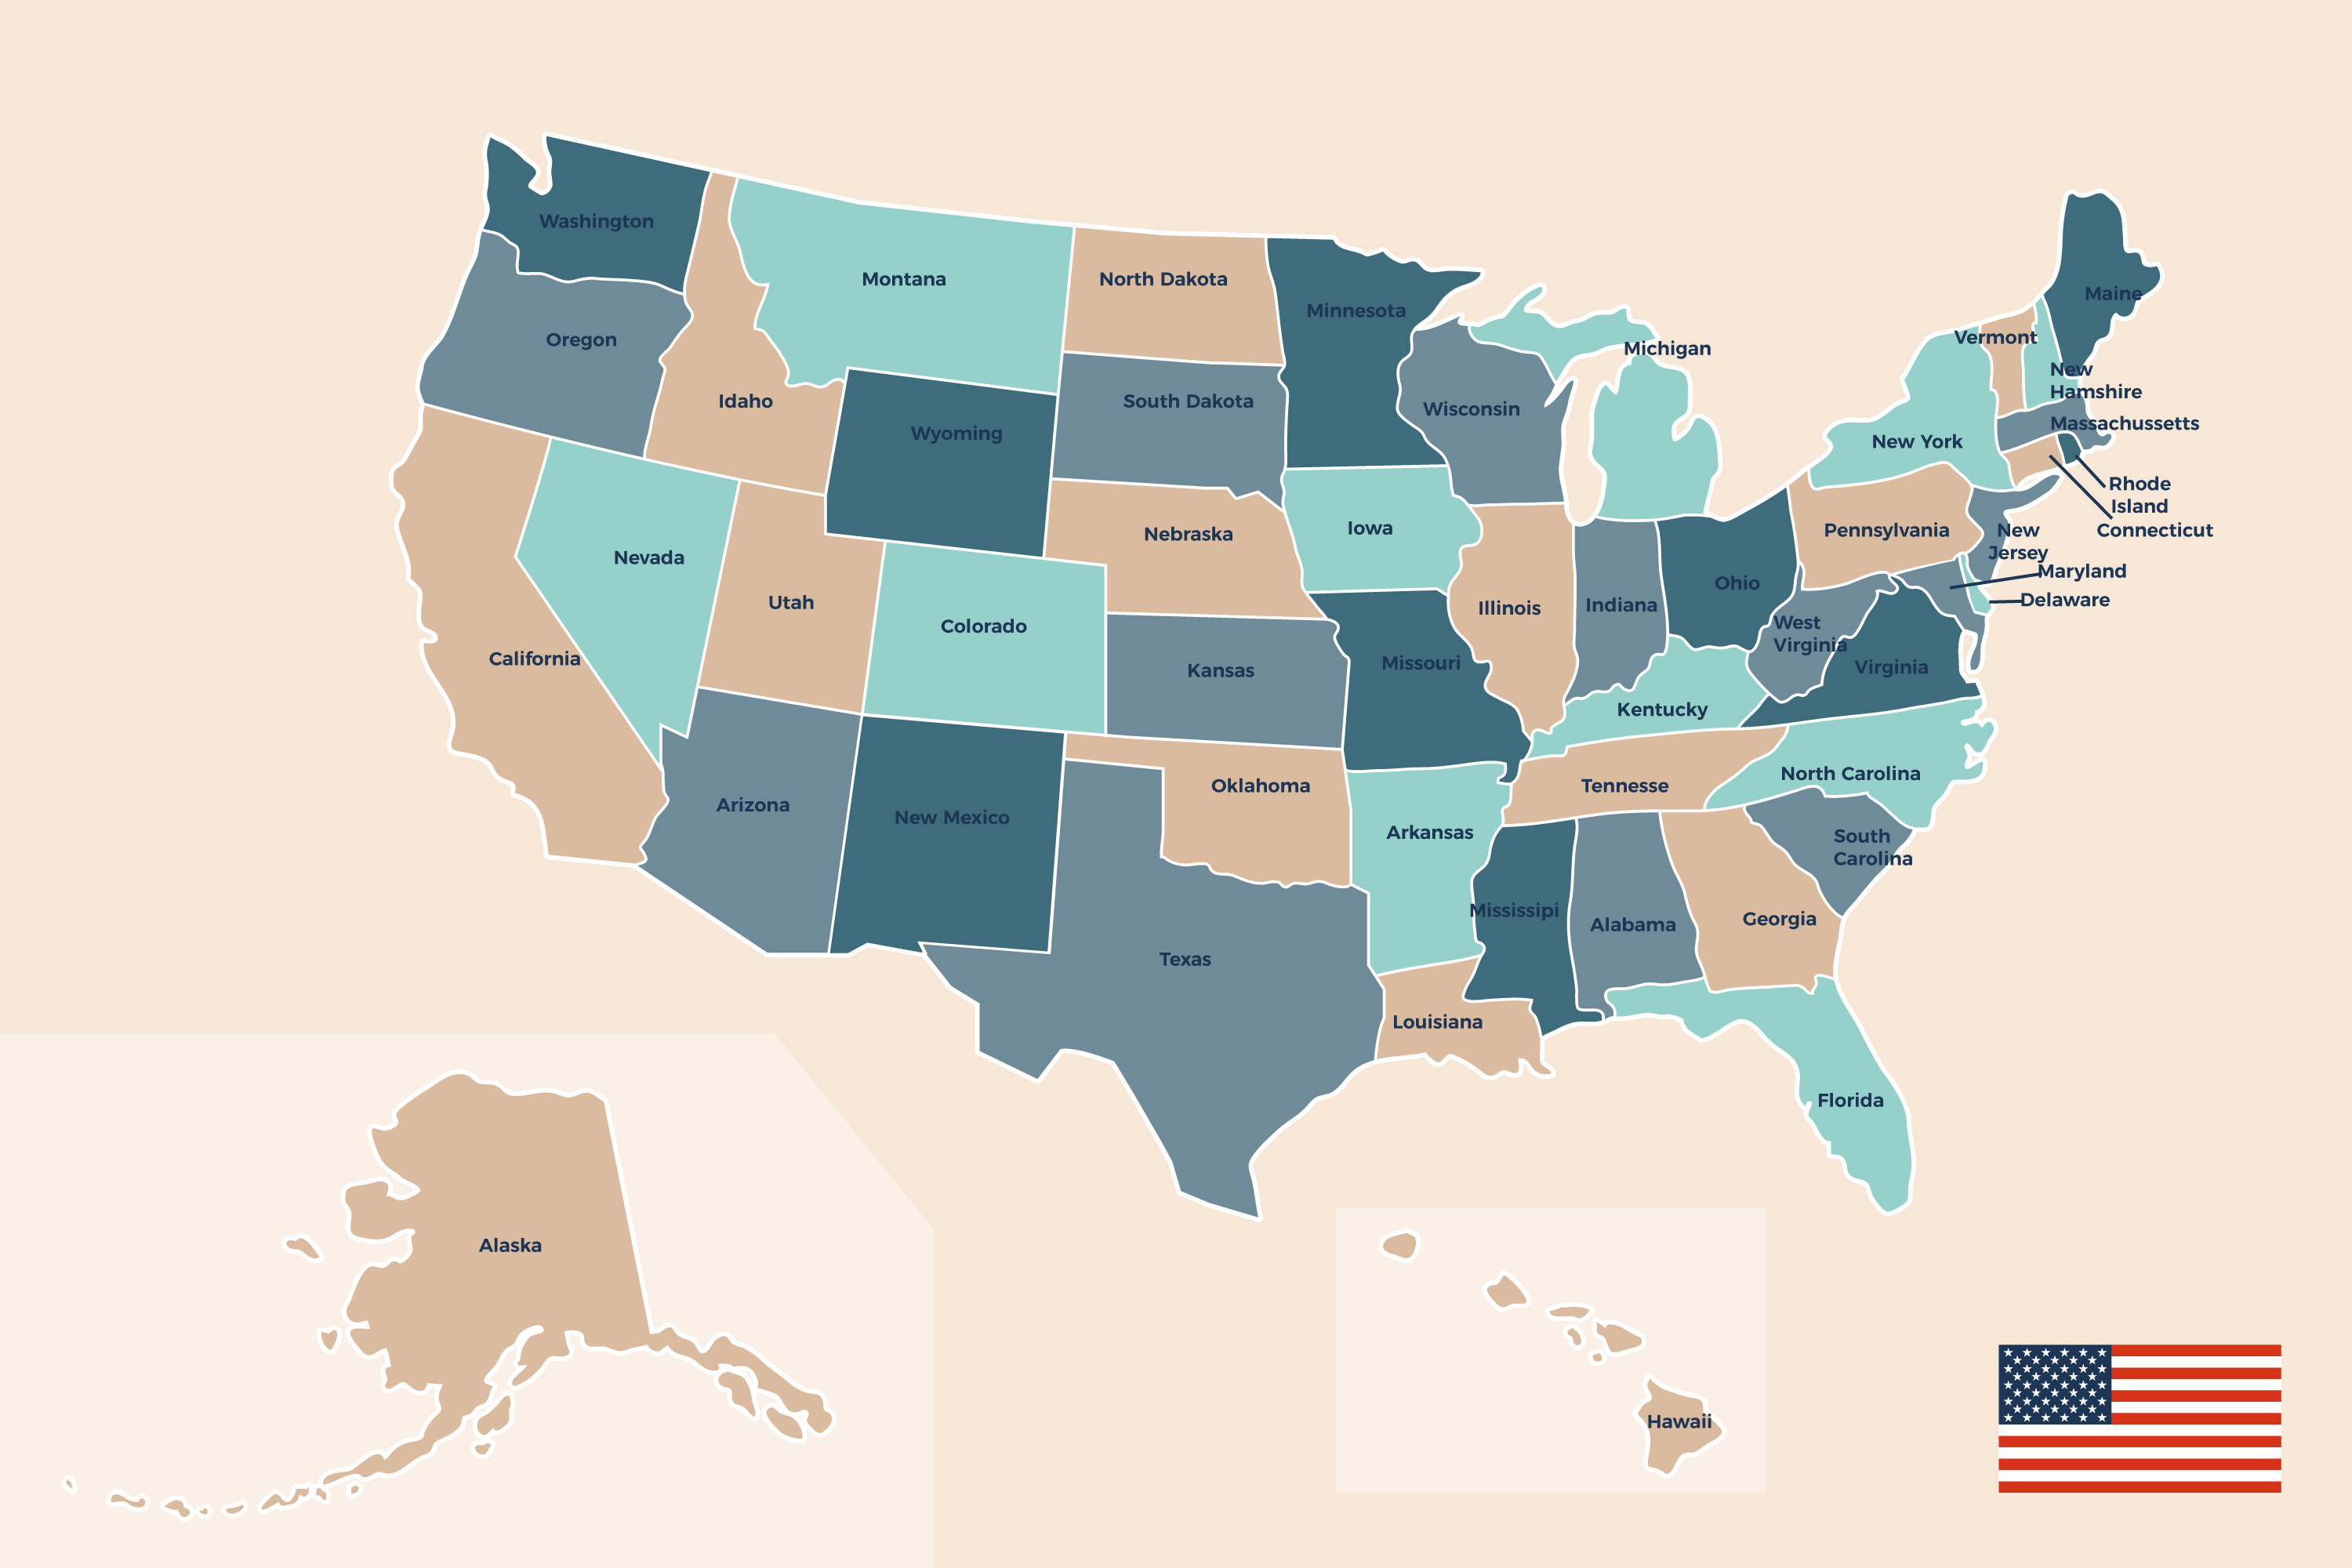 Washington
Montana
North Dakota
Minnesota
Maine
Oregon
Idaho
Wyoming
South Dakota
Wisconsin
Michigan
Vermont
New
Hamshire
Massachussetts
New York
Rhode
Island
Connecticut
Nevada
Utah
Colorado
Nebraska
Iowa
Illinois
Indiana
Ohio
Pennsylvania
New
Jersey
Maryland
Delaware
California
Kansas
Missouri
Kentucky
West
Virginia
Virginia
Arizona
New Mexico
Oklahoma
Arkansas
Tennesse
North Carolina
South
Carolina
Texas
Louisiana
Mississipi
Alabama
Georgia
Florida
Alaska
Hawaii